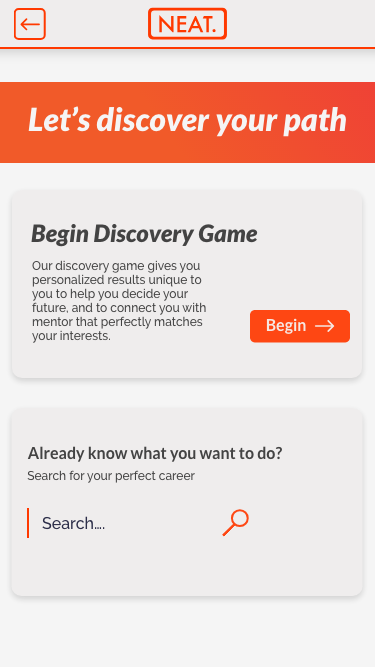 NEAT.
Let's discover your path
Begin Discovery Game
Our discovery game gives you
personalized results unique to
you to help you decide your
future, and to connect you with
mentor that perfectly matches
your interests.
Begin
Already know what you want to do?
Search for your perfect career
Search....